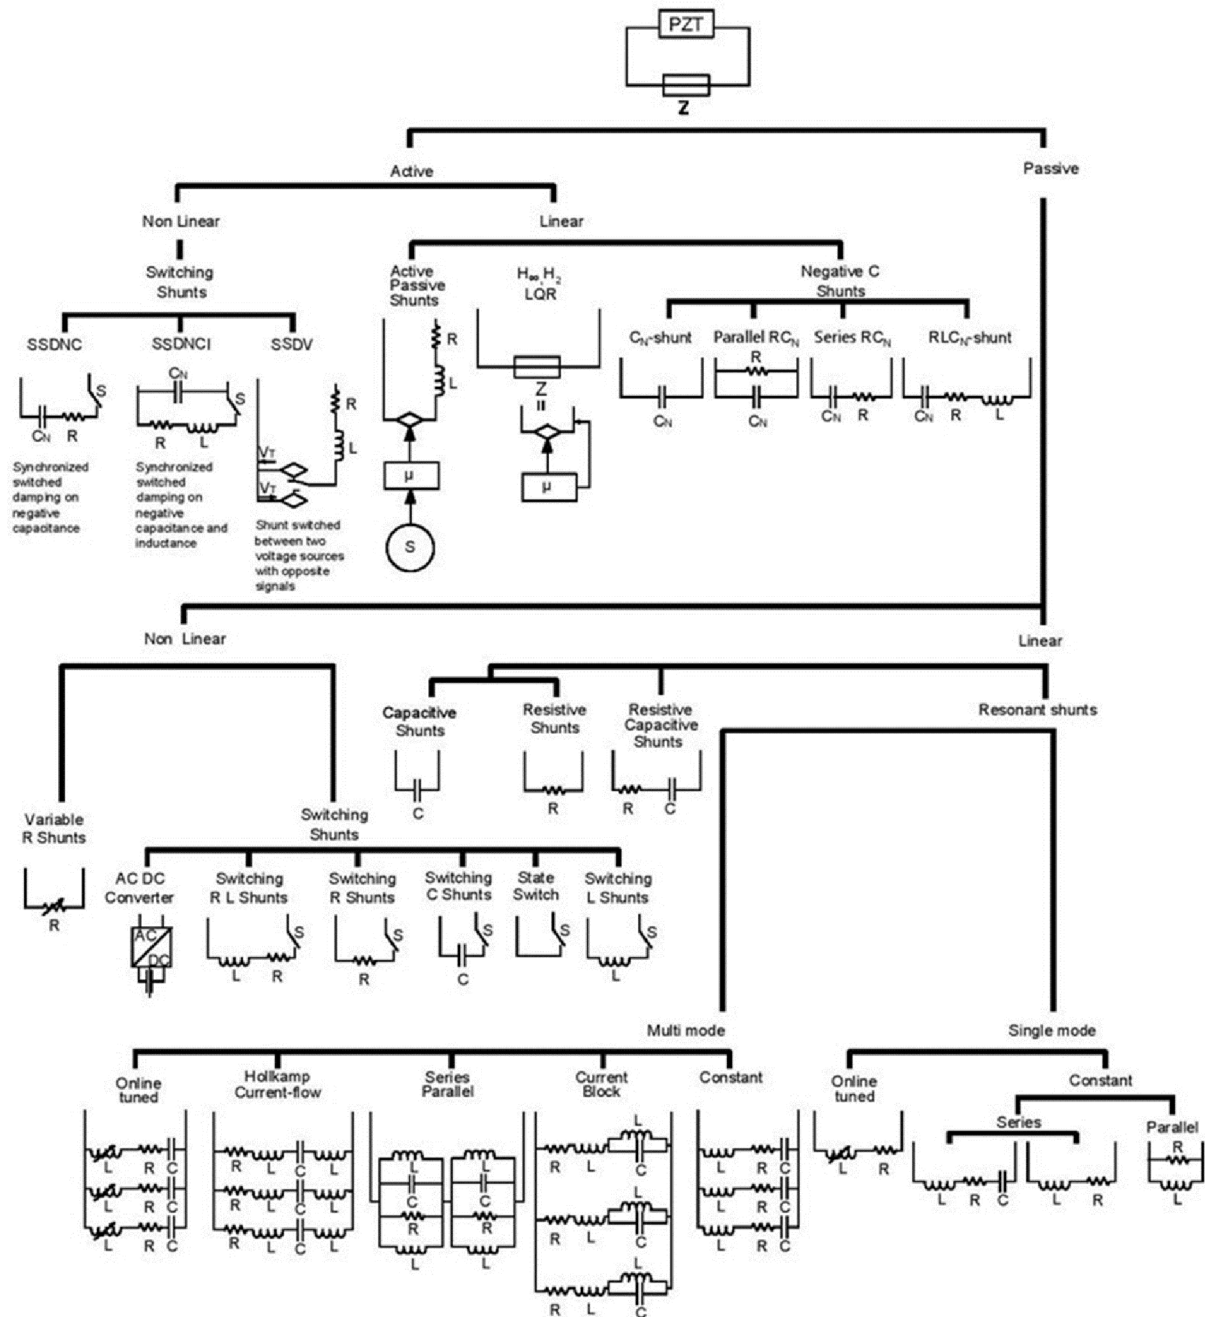 PZT
Z
Active
Passive
Non Linear
Linear
Switching
Shunts
Active
Passive
Shunts
H∞,H2
LQR
Negative C
Shunts
SSDNC
SSDNCI
SSDV
CN-shunt
Parallel RCN
Series RCN
RLCN-shunt
S
CN
R
CN
S
R
L
R
L
VT
VT
R
L
Z
R
CN
CN
CN
R
CN
R
L
μ
μ
S
Synchronized
switched
damping on
negative
capacitance
Synchronized
switched
damping on
negative
capacitance and
inductance
Shunt switched
between two
voltage sources
with opposite
signals
Non Linear
Linear
Capacitive
Shunts
Resistive
Shunts
Resistive
Capacitive
Shunts
Resonant shunts
C
R
R
C
Variable
R Shunts
Switching
Shunts
R
AC DC
Converter
Switching
R L Shunts
Switching
R Shunts
Switching
C Shunts
State
Switch
Switching
L Shunts
AC
DC
S
L
R
S
R
S
C
S
S
L
Multi mode
Single mode
Online
tuned
Hollkamp
Current-flow
Series
Parallel
Current
Block
Constant
Online
tuned
Constant
Series
Parallel
L R C
L R C
L R C
R L C L
R L C L
R L C L
L
C
R
L
L
C
R
L
L
R L C
L
R L C
L
R L C
L R C
L R C
L R C
L R
L R C
L R
R
L